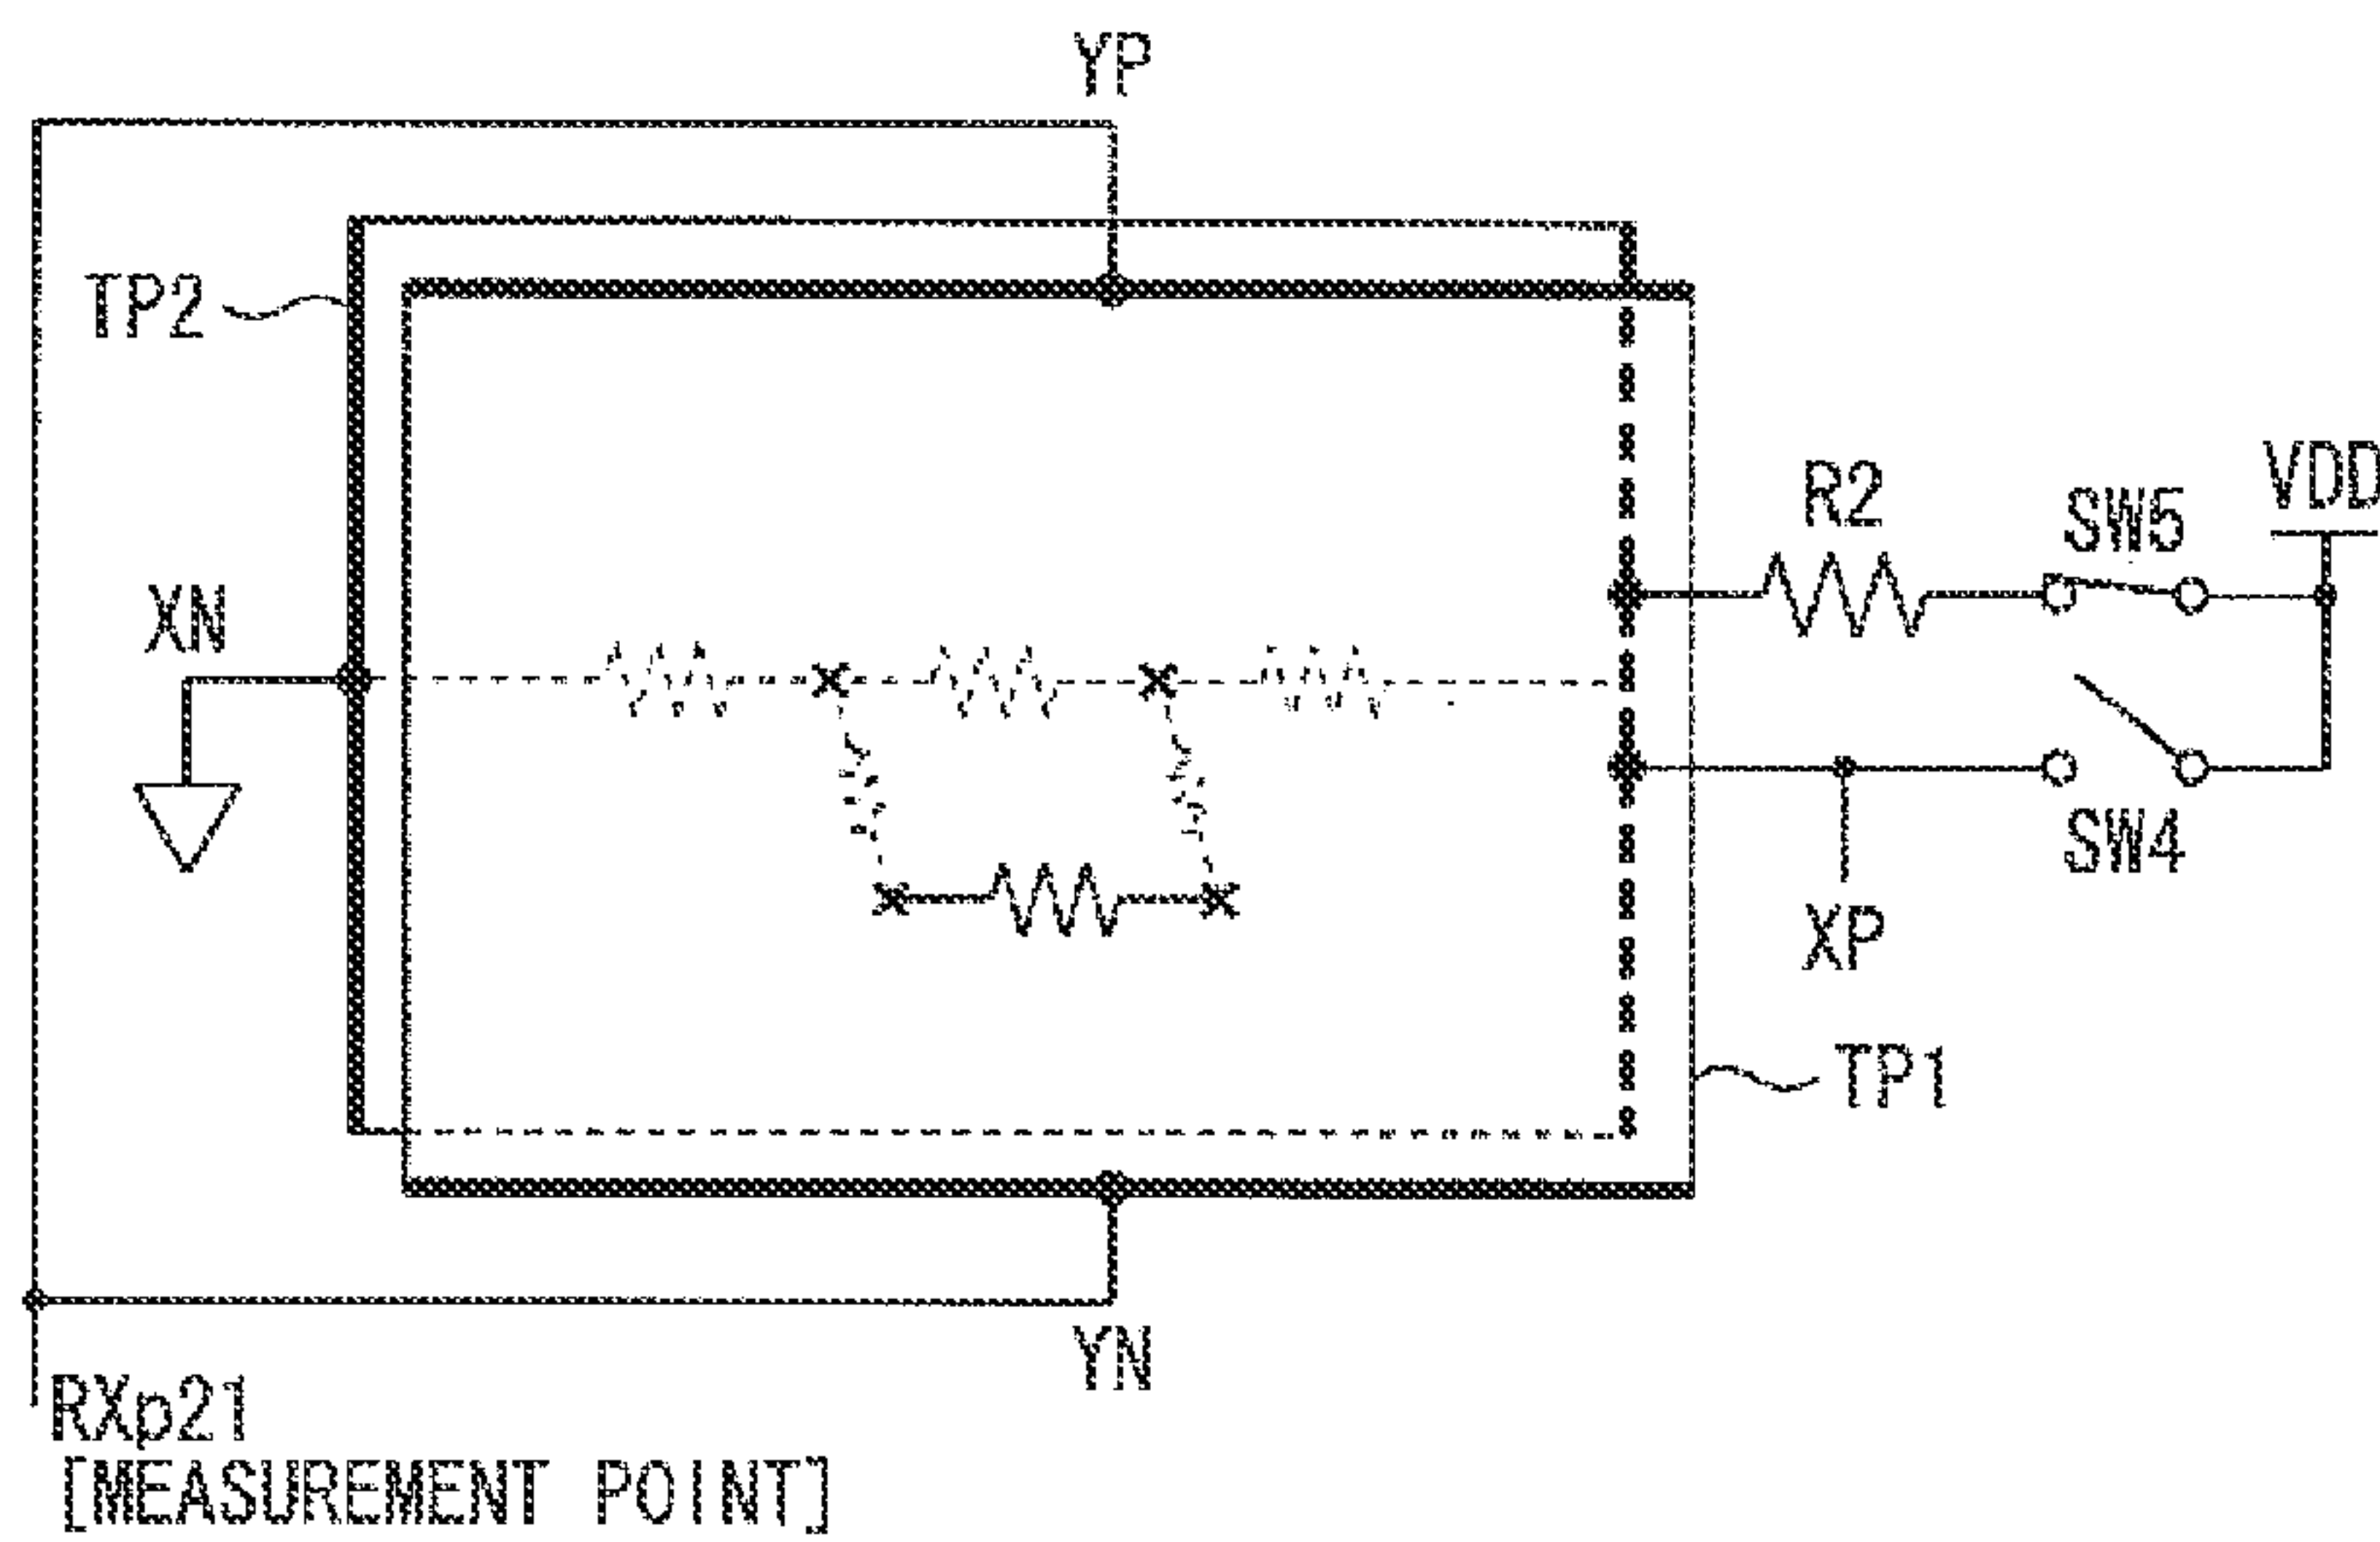 YP
TP2
VDD
R2
SW5
XN
SW4
XP
TP1
YN
RXp21
[MEASUREMENT POINT]